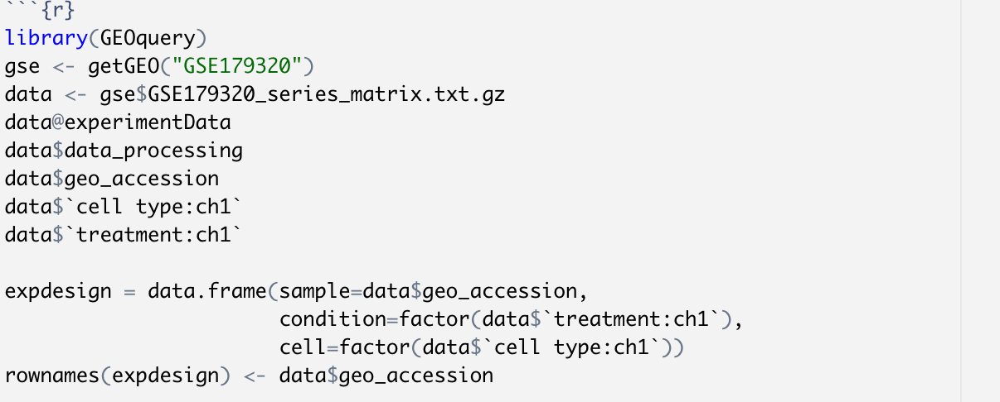 ```{r}
library(GEOquery)
gse <- getGEO("GSE179320")
data <- gse$GSE179320_series_matrix.txt.gz
data@experimentData
data$data_processing
data$geo_accession
data$`cell type:ch1`
data$`treatment:ch1`

expdesign = data.frame(sample=data$geo_accession,
                       condition=factor(data$`treatment:ch1`),
                       cell=factor(data$`cell type:ch1`))
rownames(expdesign) <- data$geo_accession